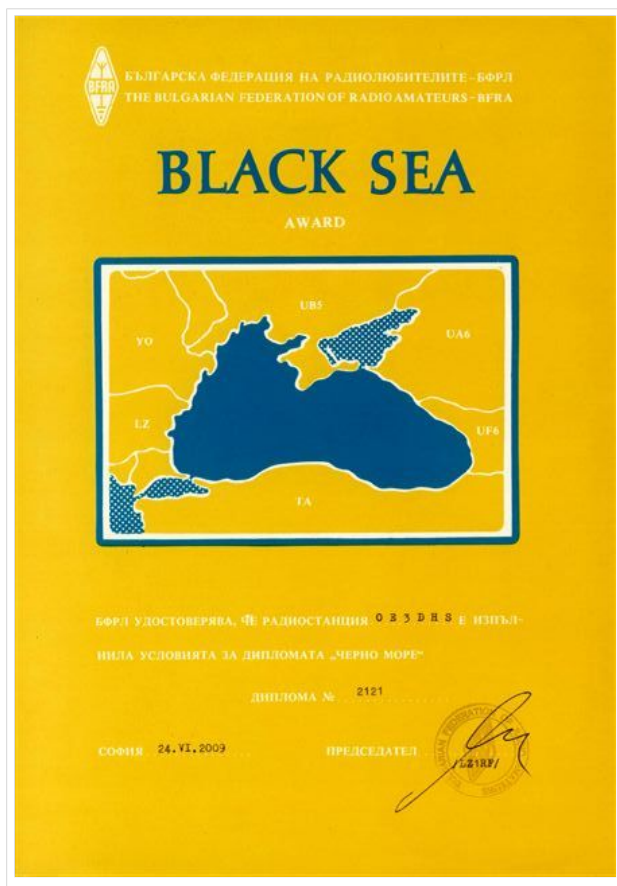 БЪЛГАРСКА ФЕДЕРАЦИЯ НА РАДИОЛЮБИТЕЛИТЕ – БФРЛ
BFRA
THE BULGARIAN FEDERATION OF RADIO AMATEURS – BFRA
BLACK SEA
AWARD
UB5
YO
UA6
LZ
UF6
TA
БФРЛ УДОСТОВЕРЯВА, ЧЕ РАДИОСТАНЦИЯ OE3DHS Е ИЗПЪЛ-
НИЛА УСЛОВИЯТА ЗА ДИПЛОМАТА „ЧЕРНО МОРЕ“
ДИПЛОМА № 2121
СОФИЯ 24.VI.2009 ПРЕДСЕДАТЕЛ
/LZ1RF/